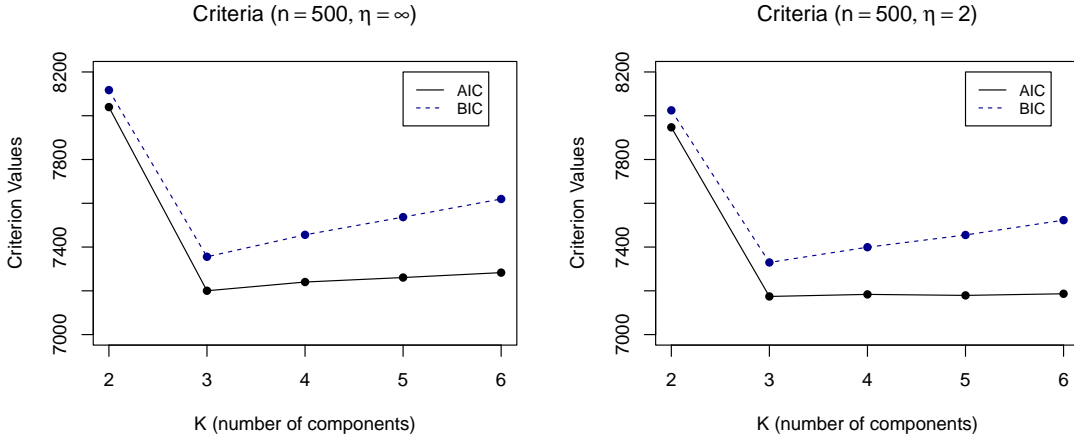 Criteria (n = 500, η = ∞)
8200
7800
7400
7000
Criterion Values
AIC
BIC
2 3 4 5 6
K (number of components)
Criteria (n = 500, η = 2)
8200
7800
7400
7000
Criterion Values
AIC
BIC
2 3 4 5 6
K (number of components)